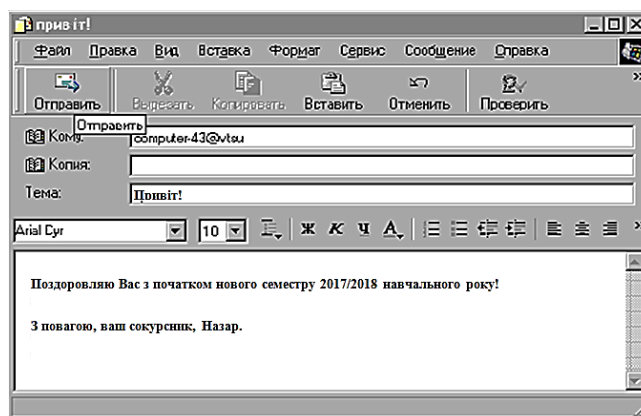 привіт!
Файл Правка Вид Вставка Формат Сервис Сообщение Справка
Отправить Вырезать Копировать Вставить Отменить Проверить »
Отправить
Кому: computer-43@vtsu
Копия:
Тема: Привіт!
Arial Cyr 10 Ж К Ч А »
Поздоровляю Вас з початком нового семестру 2017/2018 навчального року!
З повагою, ваш сокурсник, Назар.